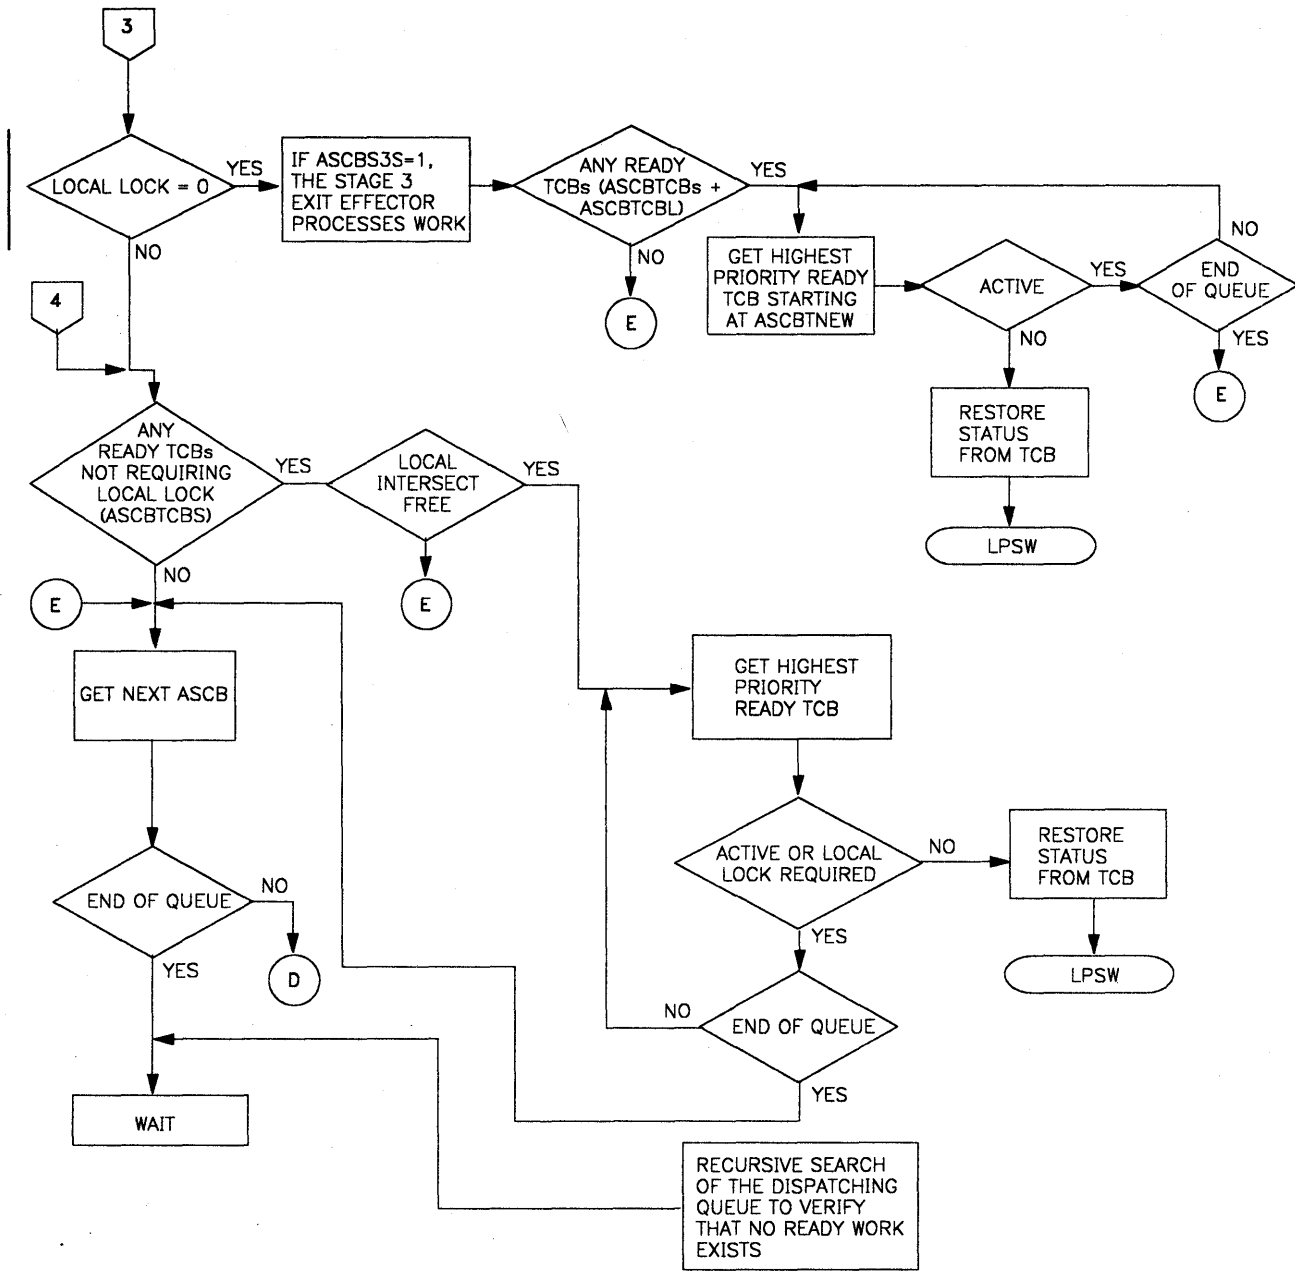 3
LOCAL LOCK = 0
YES
NO
IF ASCBS3S=1,
THE STAGE 3
EXIT EFFECTOR
PROCESSES WORK
ANY READY
TCBs (ASCBTCBs +
ASCBTCBL)
YES
NO
E
GET HIGHEST
PRIORITY READY
TCB STARTING
AT ASCBTNEW
ACTIVE
YES
NO
END
OF QUEUE
NO
YES
E
RESTORE
STATUS
FROM TCB
LPSW
4
ANY
READY TCBs
NOT REQUIRING
LOCAL LOCK
(ASCBTCBS)
YES
NO
LOCAL
INTERSECT
FREE
YES
E
E
GET NEXT ASCB
END OF QUEUE
NO
D
YES
WAIT
GET HIGHEST
PRIORITY
READY TCB
ACTIVE OR LOCAL
LOCK REQUIRED
NO
YES
RESTORE
STATUS
FROM TCB
LPSW
END OF QUEUE
NO
YES
RECURSIVE SEARCH
OF THE DISPATCHING
QUEUE TO VERIFY
THAT NO READY WORK
EXISTS